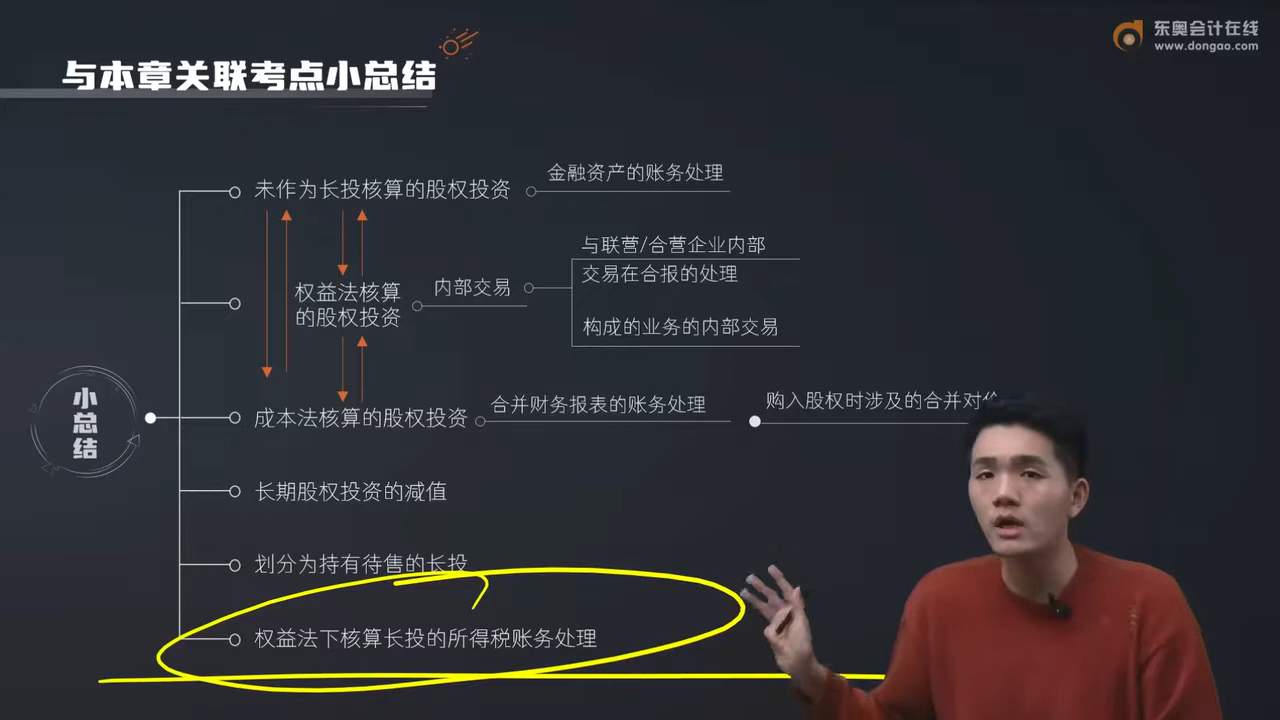 东奥会计在线
www.dongao.com
与本章关联考点小总结
未作为长投核算的股权投资
金融资产的账务处理
权益法核算
的股权投资
内部交易
与联营/合营企业内部
交易在合报的处理
构成的业务的内部交易
小总结
成本法核算的股权投资
合并财务报表的账务处理
购入股权时涉及的合并对价
长期股权投资的减值
划分为持有待售的长投
权益法下核算长投的所得税账务处理